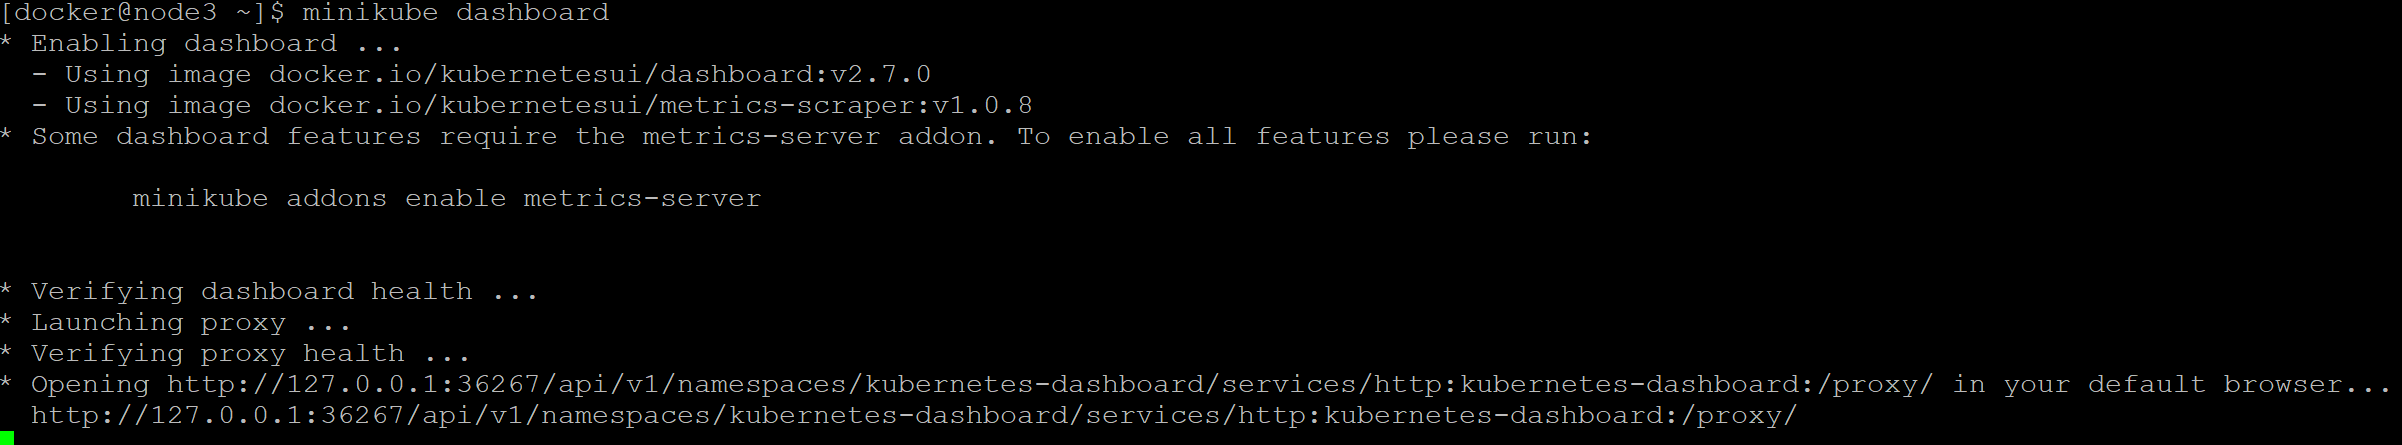 [docker@node3 ~]$ minikube dashboard
* Enabling dashboard ...
  - Using image docker.io/kubernetesui/dashboard:v2.7.0
  - Using image docker.io/kubernetesui/metrics-scraper:v1.0.8
* Some dashboard features require the metrics-server addon. To enable all features please run:
        minikube addons enable metrics-server
* Verifying dashboard health ...
* Launching proxy ...
* Verifying proxy health ...
* Opening http://127.0.0.1:36267/api/v1/namespaces/kubernetes-dashboard/services/http:kubernetes-dashboard:/proxy/ in your default browser...
  http://127.0.0.1:36267/api/v1/namespaces/kubernetes-dashboard/services/http:kubernetes-dashboard:/proxy/